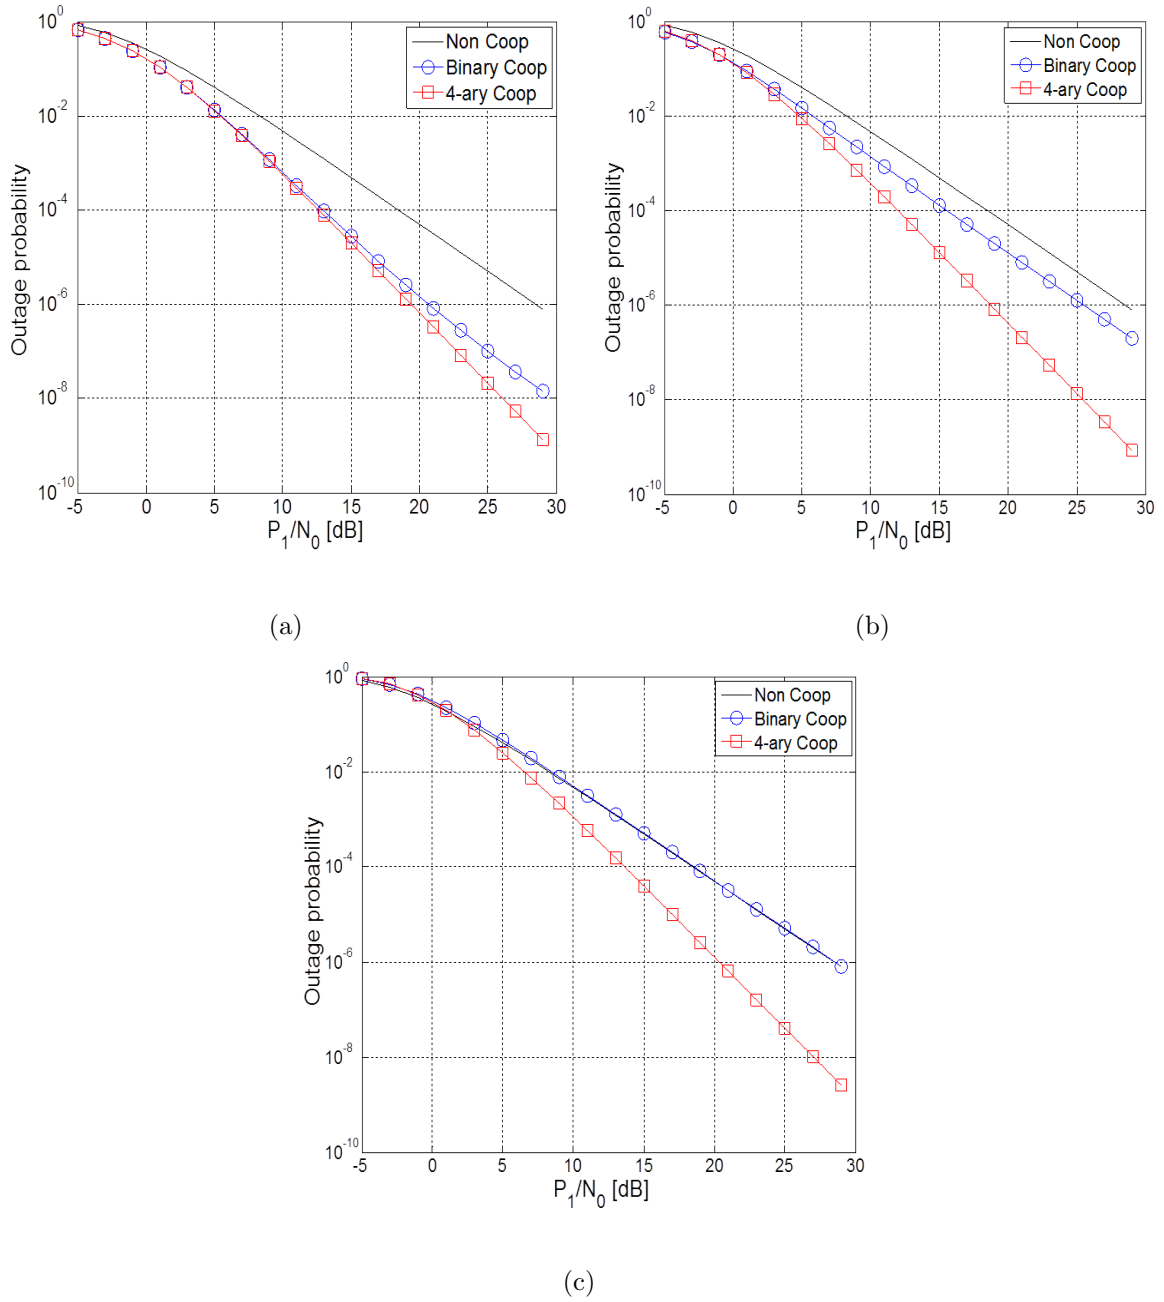 10^0
10^-2
10^-4
10^-6
10^-8
10^-10
Outage probability
Non Coop
Binary Coop
4-ary Coop
-5 0 5 10 15 20 25 30
P_1/N_0 [dB]
(a)
10^0
10^-2
10^-4
10^-6
10^-8
10^-10
Outage probability
Non Coop
Binary Coop
4-ary Coop
-5 0 5 10 15 20 25 30
P_1/N_0 [dB]
(b)
10^0
10^-2
10^-4
10^-6
10^-8
10^-10
Outage probability
Non Coop
Binary Coop
4-ary Coop
-5 0 5 10 15 20 25 30
P_1/N_0 [dB]
(c)